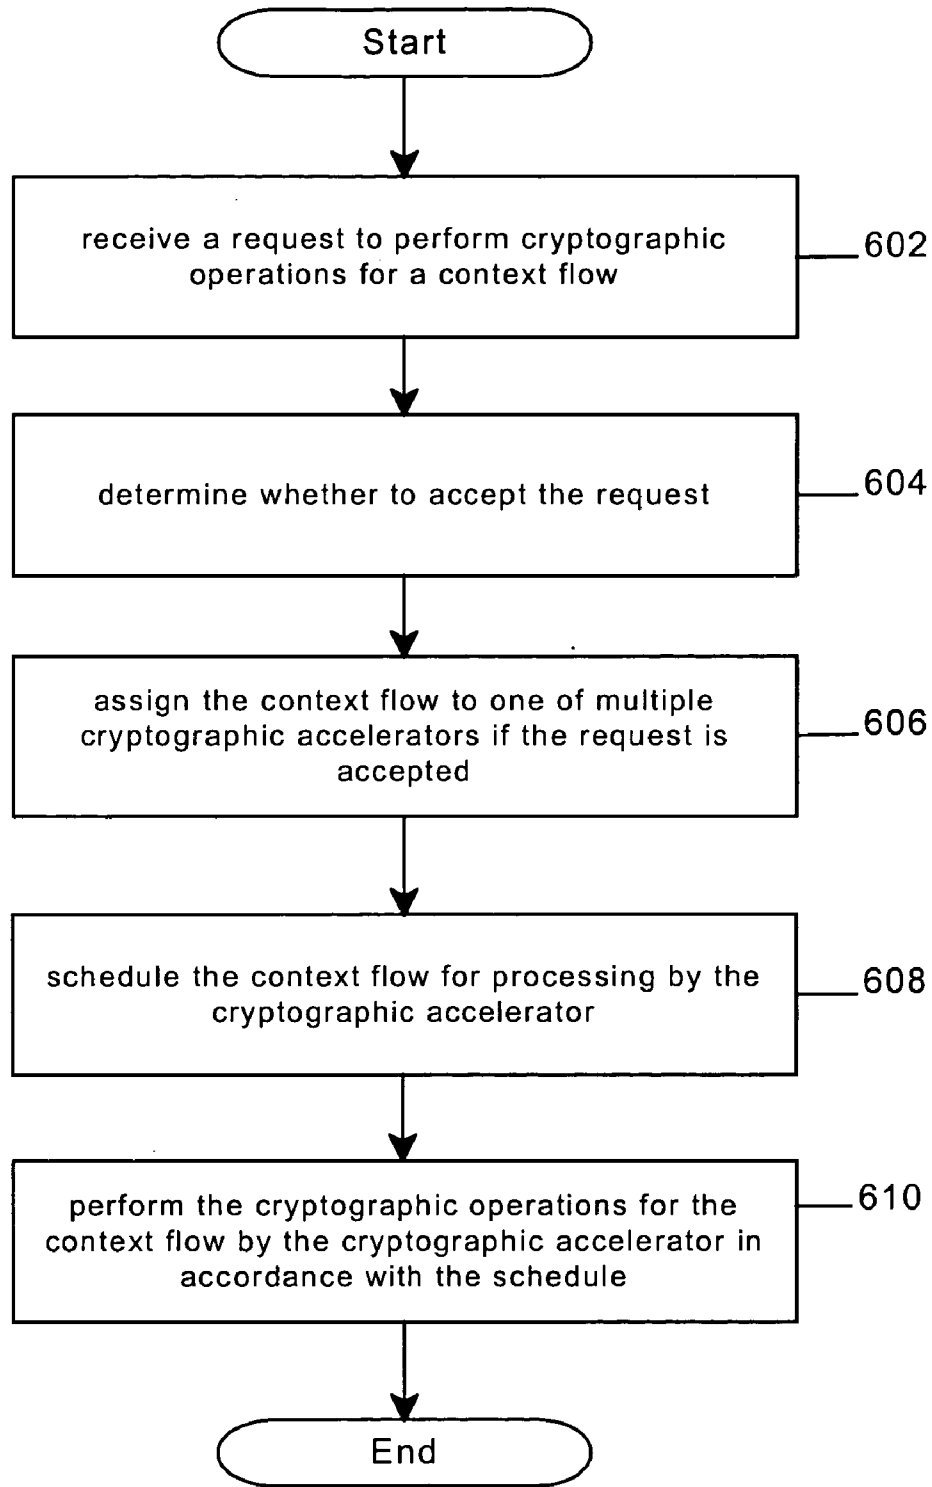 Start
receive a request to perform cryptographic
operations for a context flow
602
determine whether to accept the request
604
assign the context flow to one of multiple
cryptographic accelerators if the request is
accepted
606
schedule the context flow for processing by the
cryptographic accelerator
608
perform the cryptographic operations for the
context flow by the cryptographic accelerator in
accordance with the schedule
610
End